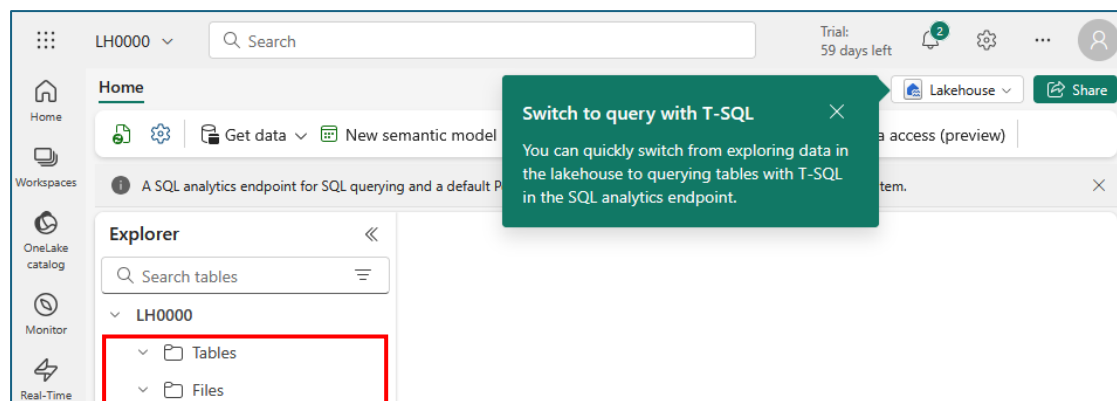 LH0000
Search
Trial:
59 days left
2
Home
Home
Lakehouse
Share
Switch to query with T-SQL
You can quickly switch from exploring data in
the lakehouse to querying tables with T-SQL
in the SQL analytics endpoint.
Get data
New semantic model
a access (preview)
Workspaces
A SQL analytics endpoint for SQL querying and a default P
tem.
OneLake
catalog
Explorer
Search tables
LH0000
Monitor
Tables
Files
Real-Time